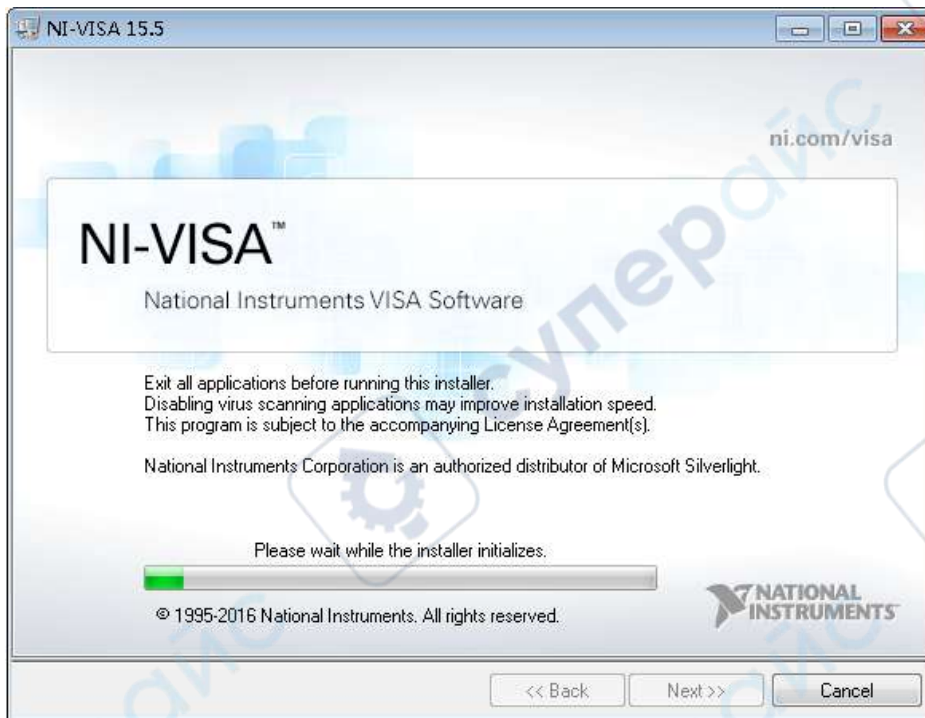 NI-VISA 15.5
ni.com/visa
NI-VISA™
National Instruments VISA Software
Exit all applications before running this installer.
Disabling virus scanning applications may improve installation speed.
This program is subject to the accompanying License Agreement(s).
National Instruments Corporation is an authorized distributor of Microsoft Silverlight.
Please wait while the installer initializes.
© 1995-2016 National Instruments. All rights reserved.
NATIONAL
INSTRUMENTS™
<< Back
Next >>
Cancel
суперайс
айс